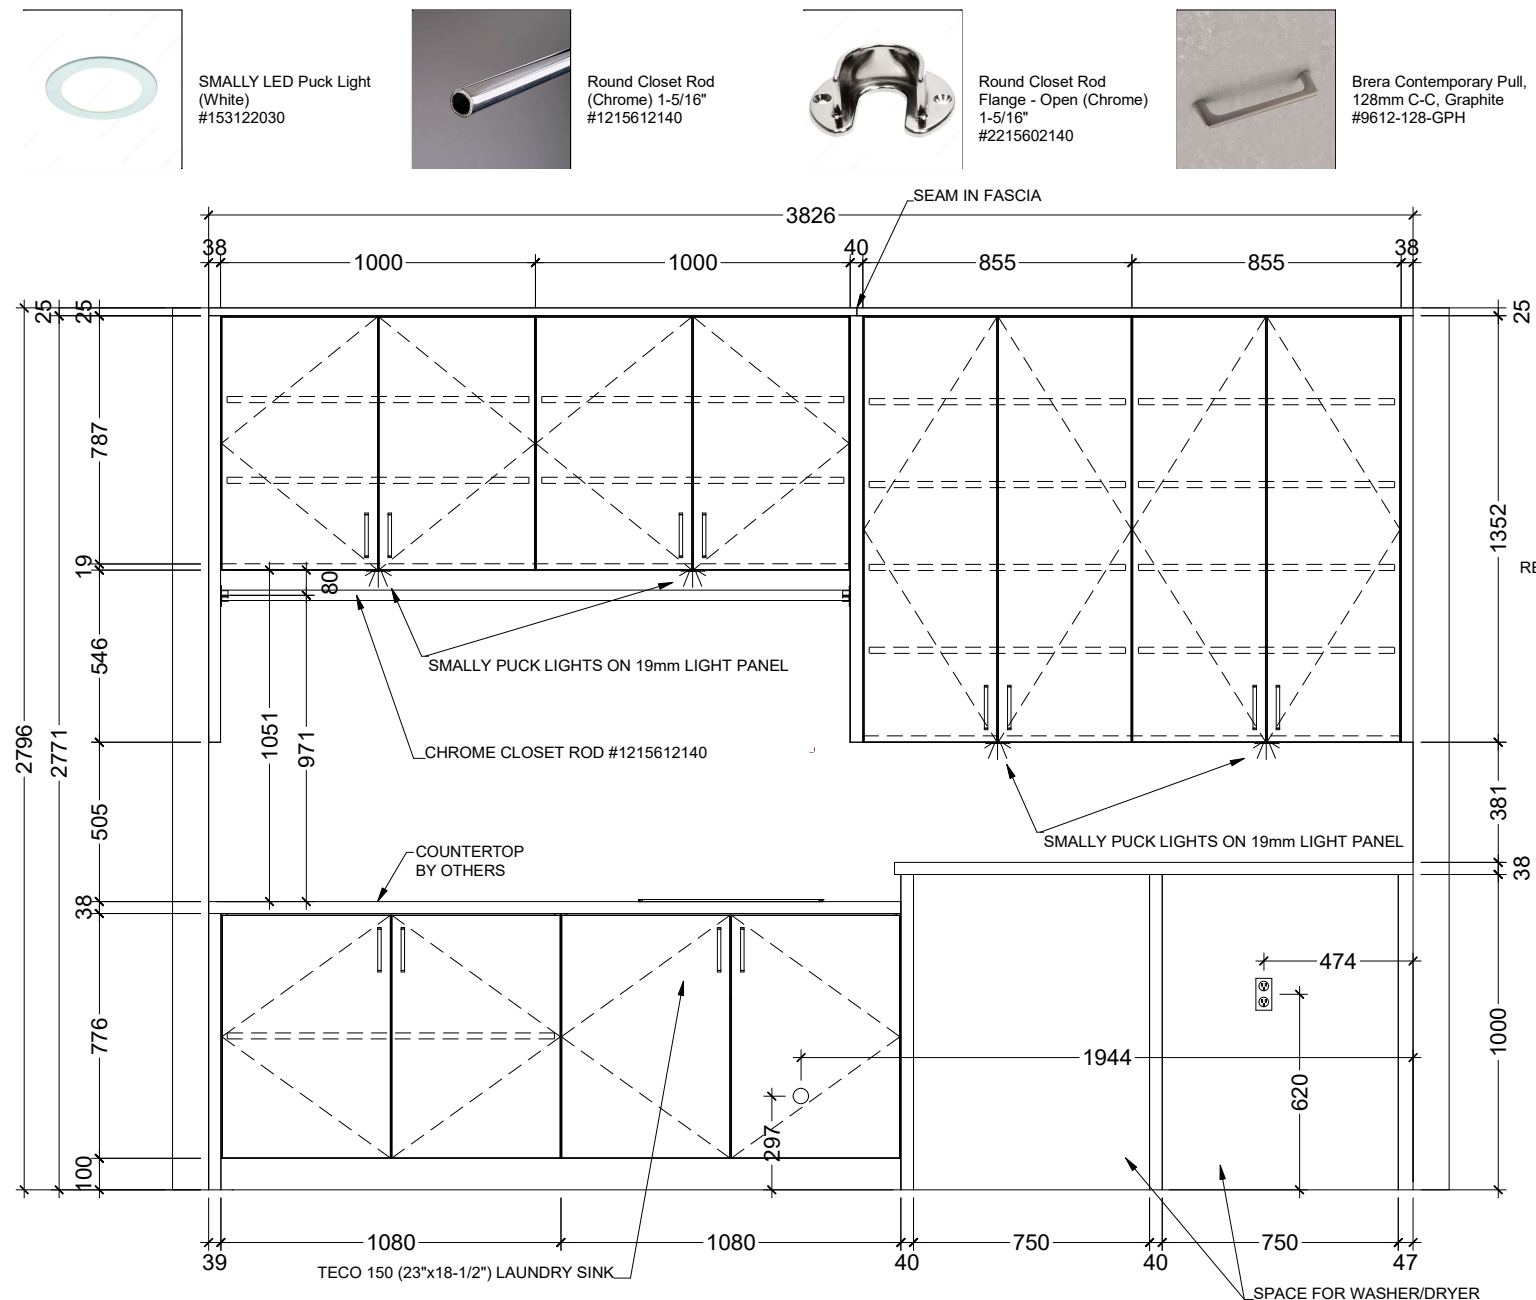 SMALLY LED Puck Light
(White)
#153122030
Round Closet Rod
(Chrome) 1-5/16"
#1215612140
Round Closet Rod
Flange - Open (Chrome)
1-5/16"
#2215602140
Brera Contemporary Pull,
128mm C-C, Graphite
#9612-128-GPH
SEAM IN FASCIA
3826
38
1000
1000
40
855
855
38
25
25
25
787
1352
RE
19
80
546
SMALLY PUCK LIGHTS ON 19mm LIGHT PANEL
2796
2771
1051
971
CHROME CLOSET ROD #1215612140
505
381
SMALLY PUCK LIGHTS ON 19mm LIGHT PANEL
COUNTERTOP
BY OTHERS
38
38
474
776
1944
1000
620
297
100
39
1080
1080
40
750
40
750
47
TECO 150 (23"x18-1/2") LAUNDRY SINK
SPACE FOR WASHER/DRYER